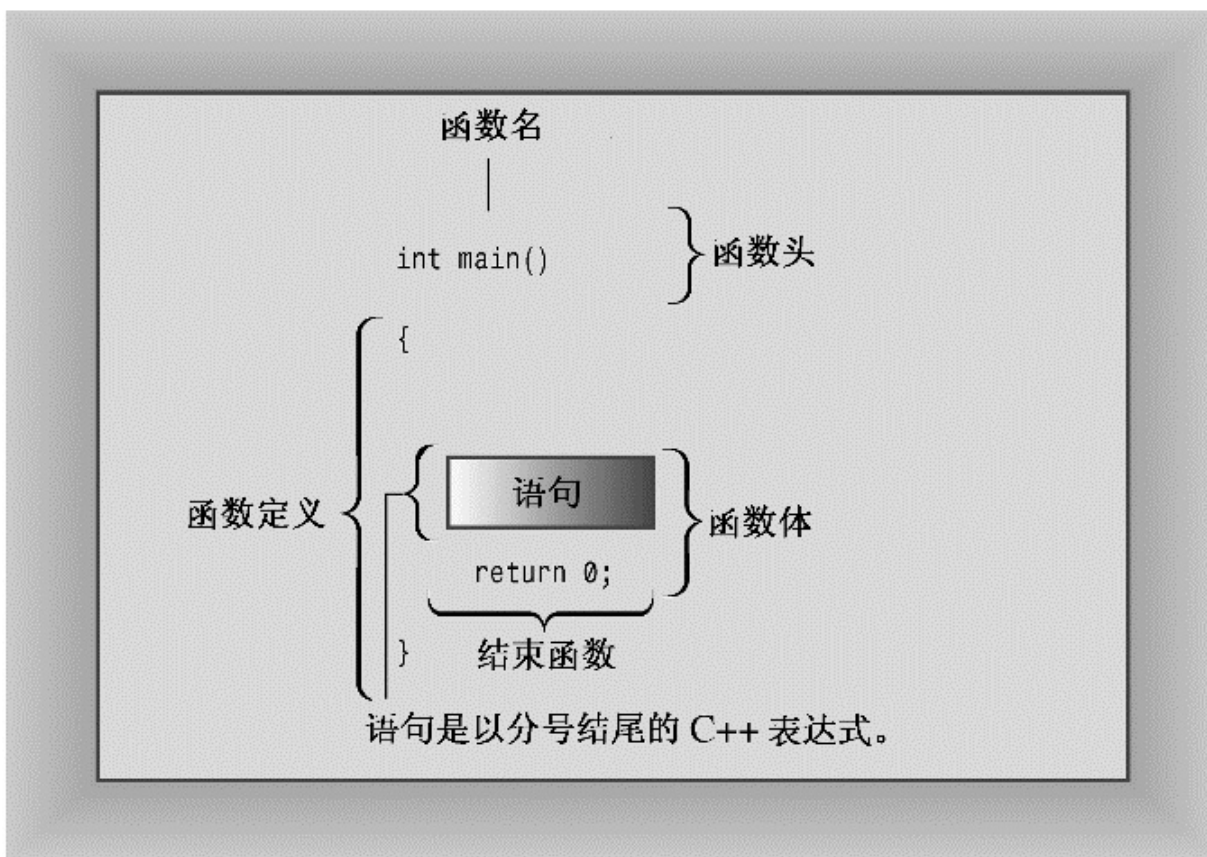 函数名
int main()
函数头
{
语句
函数定义
函数体
return 0;
结束函数
}
语句是以分号结尾的 C++ 表达式。